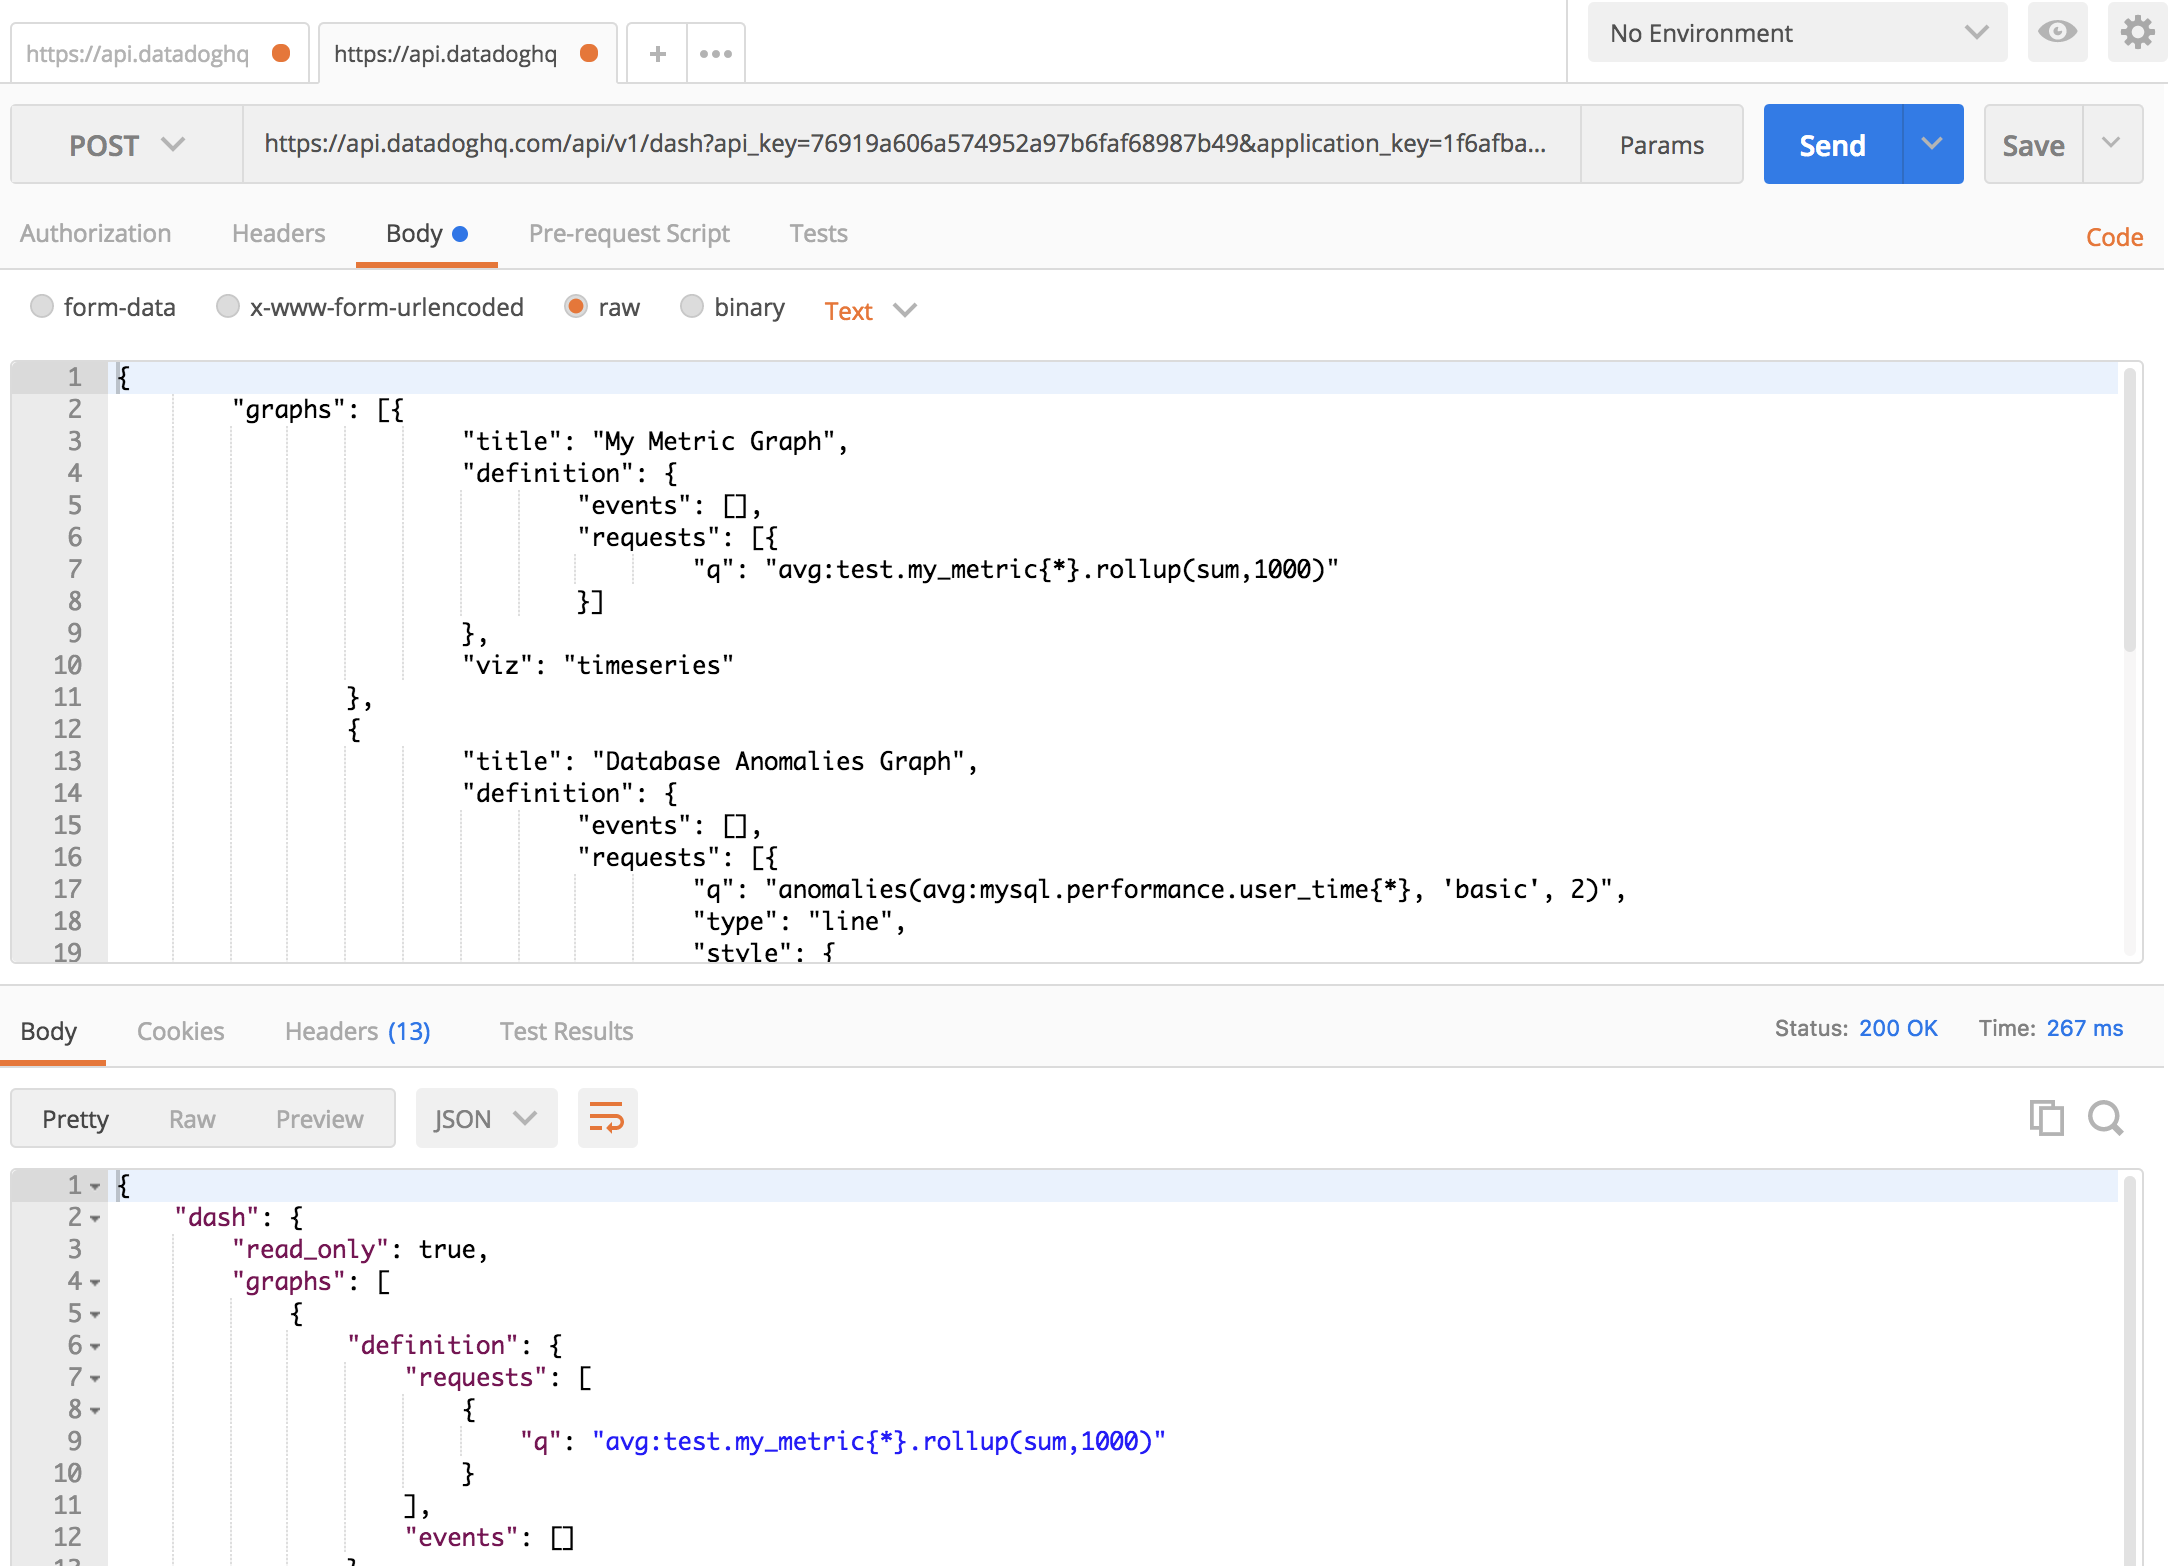 https://api.datadoghq
https://api.datadoghq
No Environment
POST
https://api.datadoghq.com/api/v1/dash?api_key=76919a606a574952a97b6faf68987b49&application_key=1f6afba...
Params
Send
Save
Authorization
Headers
Body
Pre-request Script
Tests
Code
form-data
x-www-form-urlencoded
raw
binary
Text
1 {
2 "graphs": [{
3 "title": "My Metric Graph",
4 "definition": {
5 "events": [],
6 "requests": [{
7 "q": "avg:test.my_metric{*}.rollup(sum,1000)"
8 }]
9 },
10 "viz": "timeseries"
11 },
12 {
13 "title": "Database Anomalies Graph",
14 "definition": {
15 "events": [],
16 "requests": [{
17 "q": "anomalies(avg:mysql.performance.user_time{*}, 'basic', 2)",
18 "type": "line",
19 "style": {
Body
Cookies
Headers (13)
Test Results
Status: 200 OK
Time: 267 ms
Pretty
Raw
Preview
JSON
1 {
2 "dash": {
3 "read_only": true,
4 "graphs": [
5 {
6 "definition": {
7 "requests": [
8 {
9 "q": "avg:test.my_metric{*}.rollup(sum,1000)"
10 }
11 ],
12 "events": []
13 }